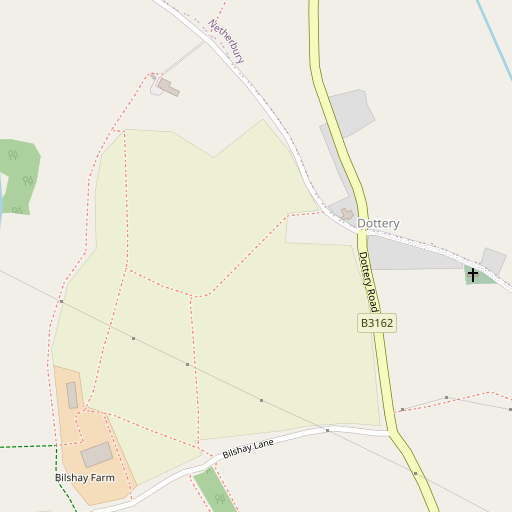 Netherbury
Dottery
Dottery Road
B3162
Bilshay Lane
Bilshay Farm